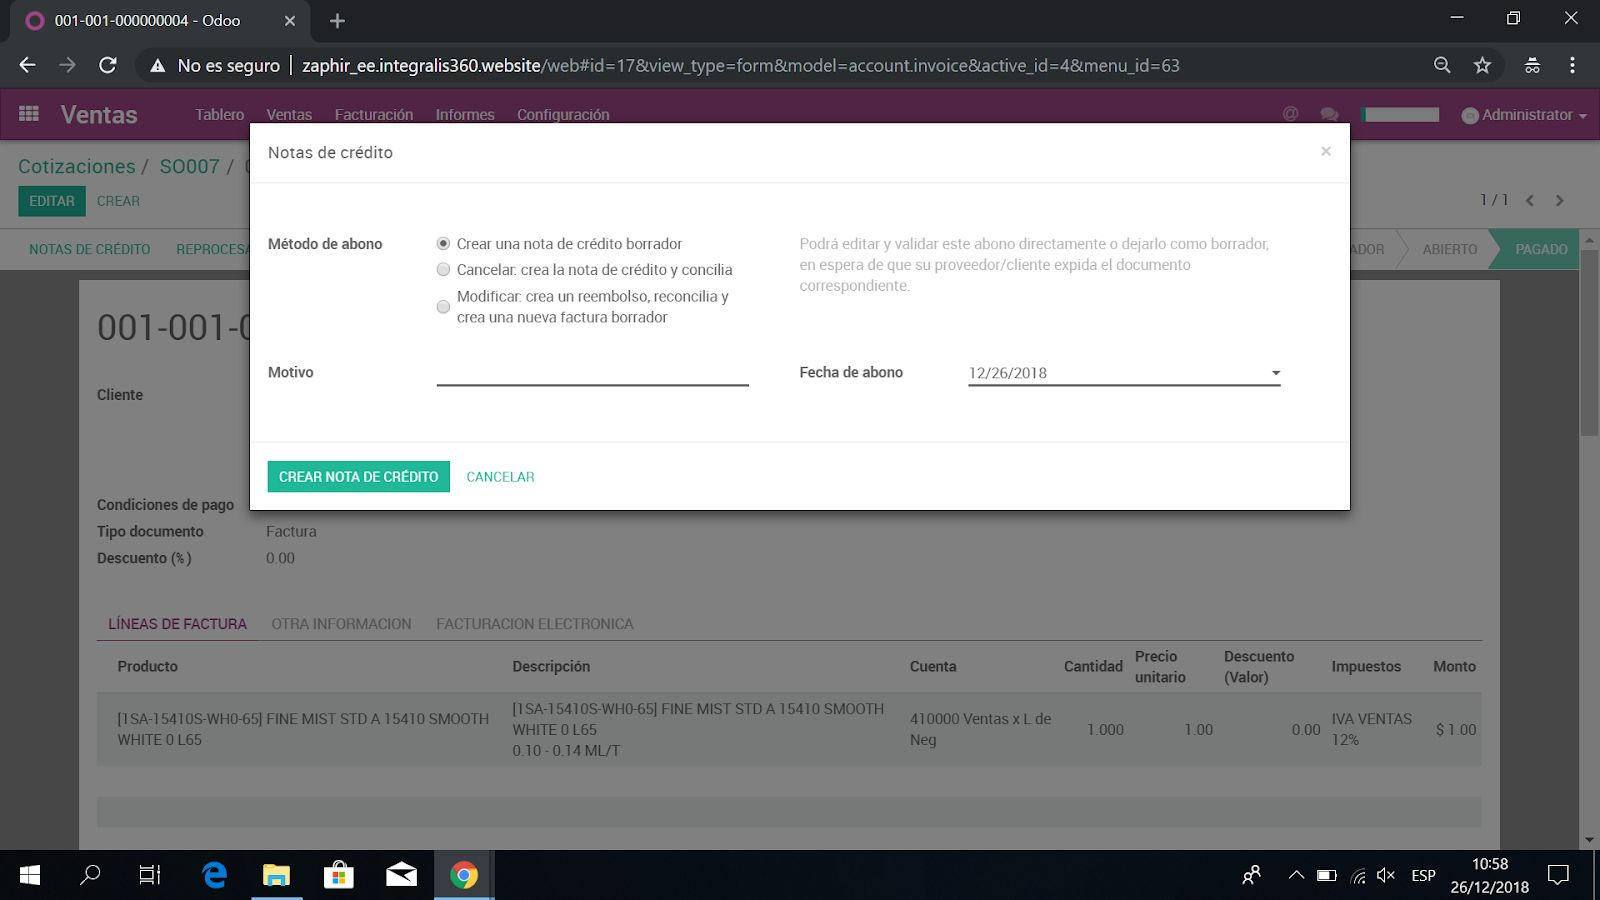 001-001-000000004 - Odoo
No es seguro
zaphir_ee.integralis360.website/web#id=17&view_type=form&model=account.invoice&active_id=4&menu_id=63
Ventas
Tablero
Ventas
Facturación
Informes
Configuración
Administrator
Cotizaciones / SO007 /
EDITAR
CREAR
1 / 1
NOTAS DE CRÉDITO
REPROCESA
ADOR
ABIERTO
PAGADO
Notas de crédito
×
Método de abono
Crear una nota de crédito borrador
Cancelar: crea la nota de crédito y concilia
Modificar: crea un reembolso, reconcilia y
crea una nueva factura borrador
Podrá editar y validar este abono directamente o dejarlo como borrador,
en espera de que su proveedor/cliente expida el documento
correspondiente.
Motivo
Fecha de abono
12/26/2018
CREAR NOTA DE CRÉDITO
CANCELAR
001-001-0
Cliente
Condiciones de pago
Tipo documento
Factura
Descuento (%)
0.00
LÍNEAS DE FACTURA
OTRA INFORMACION
FACTURACION ELECTRONICA
Producto
Descripción
Cuenta
Cantidad
Precio
unitario
Descuento
(Valor)
Impuestos
Monto
[1SA-15410S-WH0-65] FINE MIST STD A 15410 SMOOTH
WHITE 0 L65
[1SA-15410S-WH0-65] FINE MIST STD A 15410 SMOOTH
WHITE 0 L65
0.10 - 0.14 ML/T
410000 Ventas x L de
Neg
1.000
1.00
0.00
IVA VENTAS
12%
$ 1.00
ESP
10:58
26/12/2018